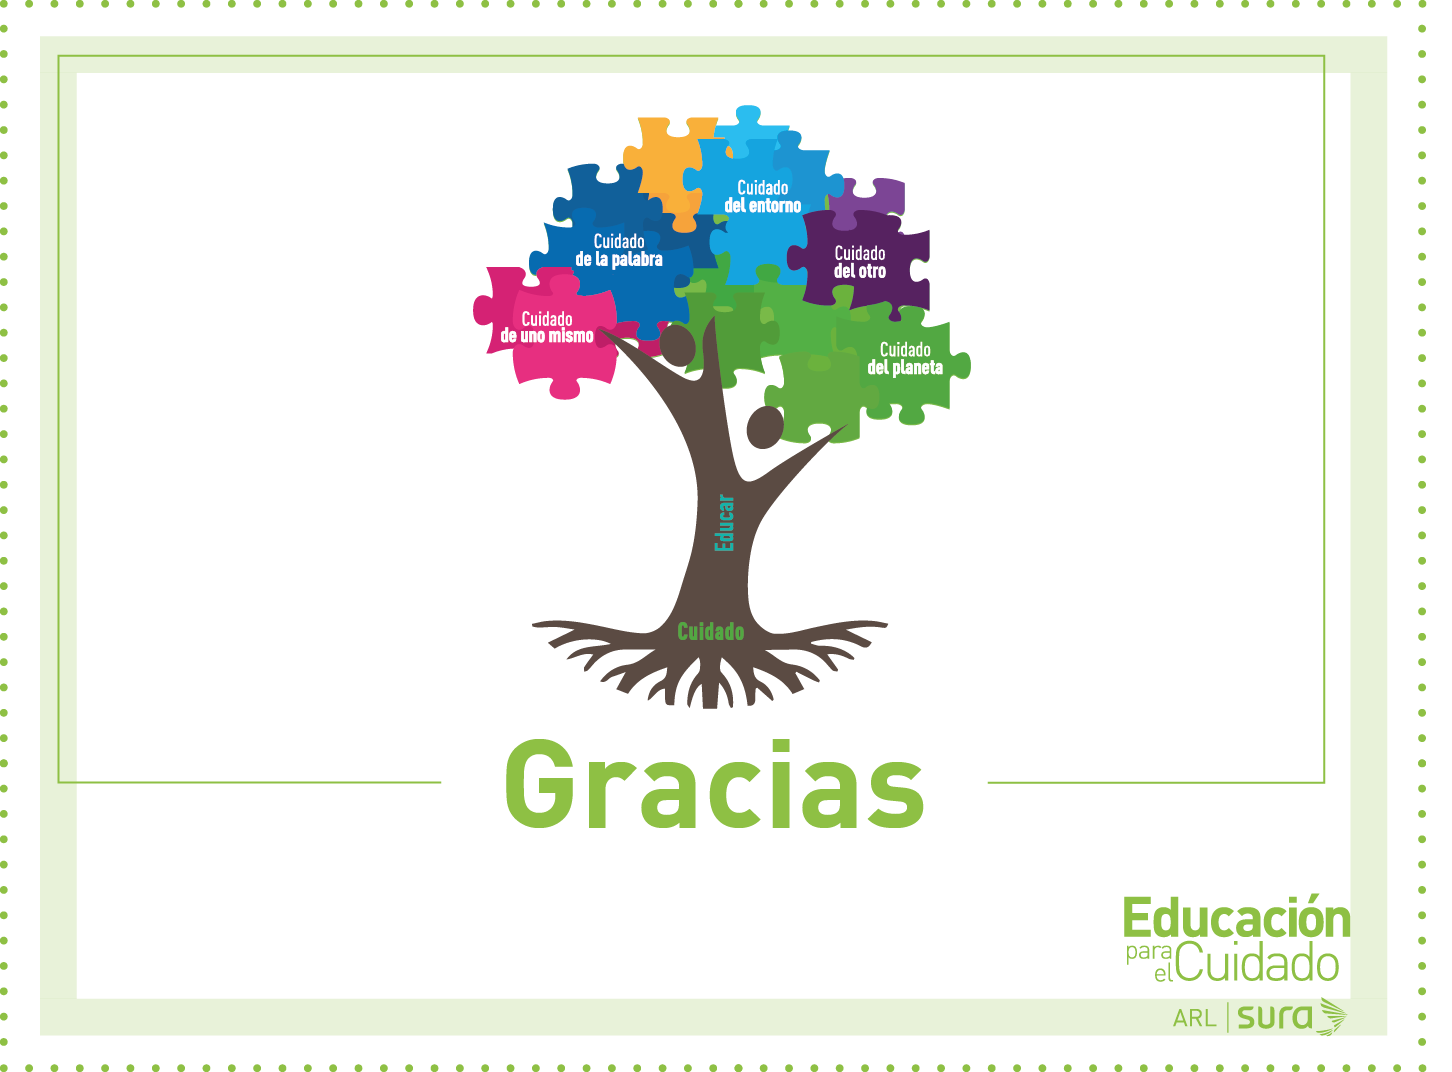 Cuidado
del entorno
Cuidado
de la palabra
Cuidado
del otro
Cuidado
de uno mismo
Cuidado
del planeta
Educar
Cuidado
Gracias
Educación
para
el Cuidado
ARL sura